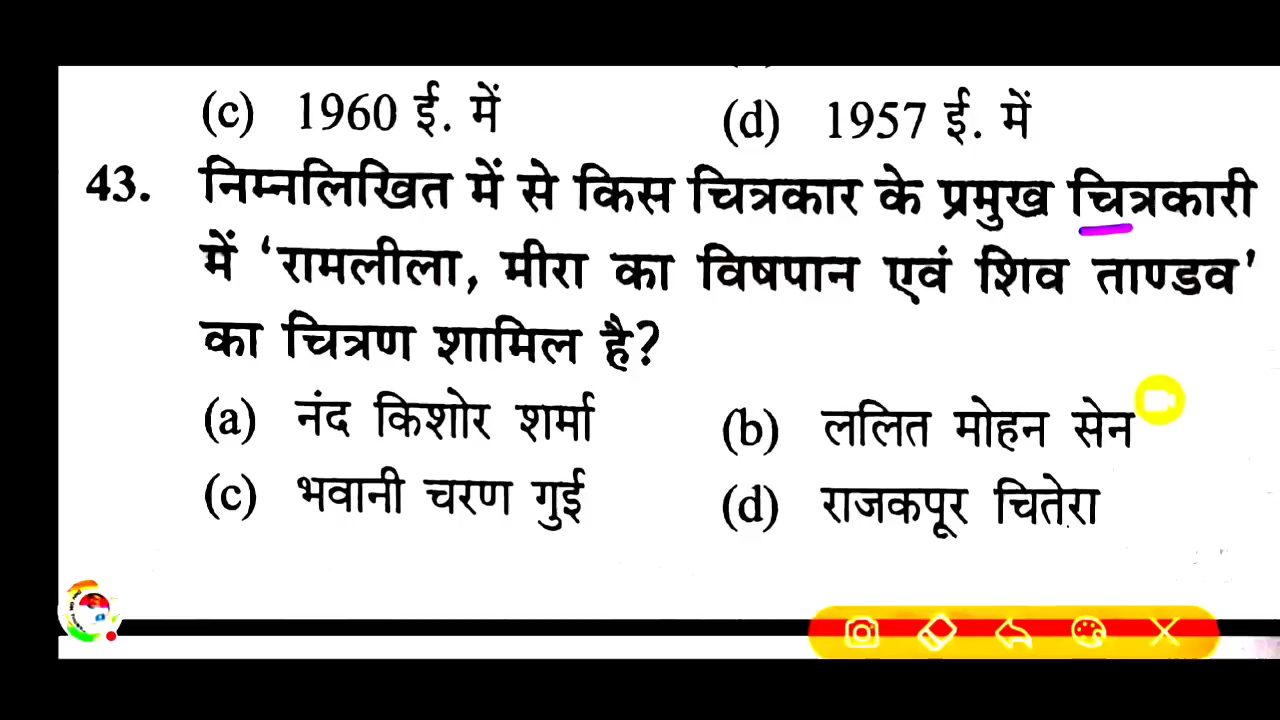 (c) 1960 ई. में (d) 1957 ई. में
43. निम्नलिखित में से किस चित्रकार के प्रमुख चित्रकारी
में ‘रामलीला, मीरा का विषपान एवं शिव ताण्डव’
का चित्रण शामिल है?
(a) नंद किशोर शर्मा (b) ललित मोहन सेन
(c) भवानी चरण गुई (d) राजकपूर चितेरा